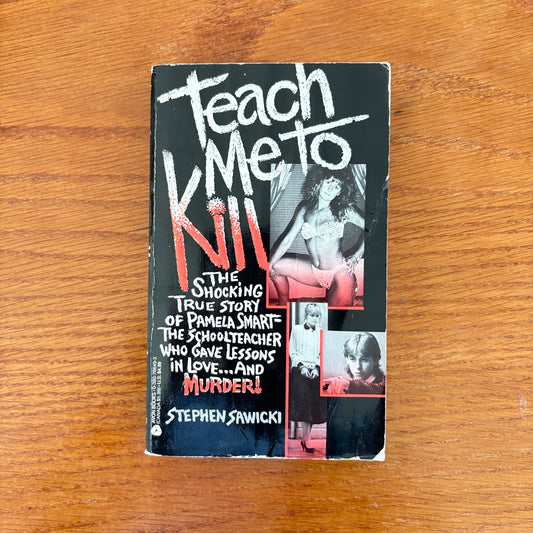 Teach
Me to
Kill
THE
SHOCKING
TRUE STORY
OF PAMELA SMART–
THE SCHOOLTEACHER
WHO GAVE LESSONS
IN LOVE...AND
MURDER!
STEPHEN SAWICKI